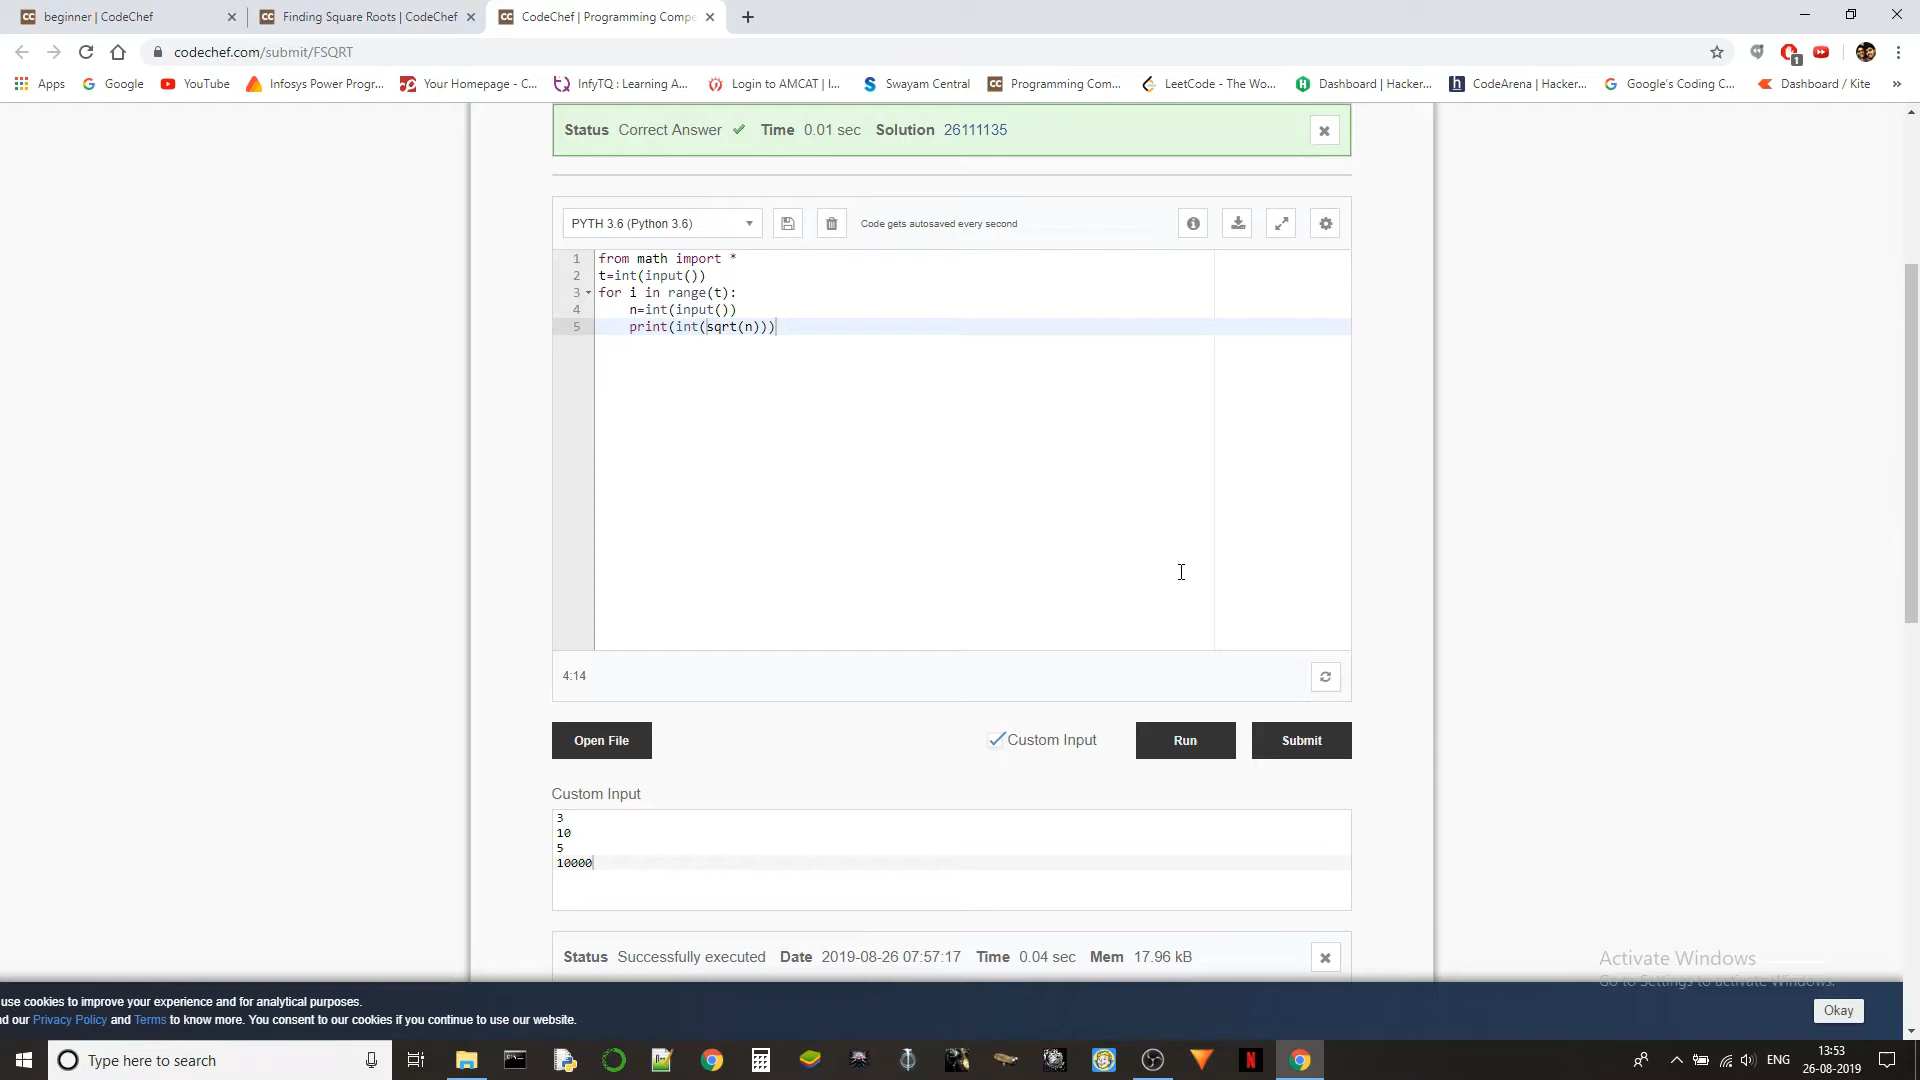 beginner | CodeChef
Finding Square Roots | CodeChef
CodeChef | Programming Compe
codechef.com/submit/FSQRT
Apps
Google
YouTube
Infosys Power Progr...
Your Homepage - C...
InfyTQ : Learning A...
Login to AMCAT | I...
Swayam Central
Programming Com...
LeetCode - The Wo...
Dashboard | Hacker...
CodeArena | Hacker...
Google's Coding C...
Dashboard / Kite
Status Correct Answer Time 0.01 sec Solution 26111135
PYTH 3.6 (Python 3.6)
Code gets autosaved every second
1 from math import *
2 t=int(input())
3 for i in range(t):
4 n=int(input())
5 print(int(sqrt(n)))
4:14
Open File
Custom Input
Run
Submit
Custom Input
3
10
5
10000
Status Successfully executed Date 2019-08-26 07:57:17 Time 0.04 sec Mem 17.96 kB
Activate Windows
Go to Settings to activate Windows.
use cookies to improve your experience and for analytical purposes.
nd our Privacy Policy and Terms to know more. You consent to our cookies if you continue to use our website.
Okay
Type here to search
ENG
13:53
26-08-2019